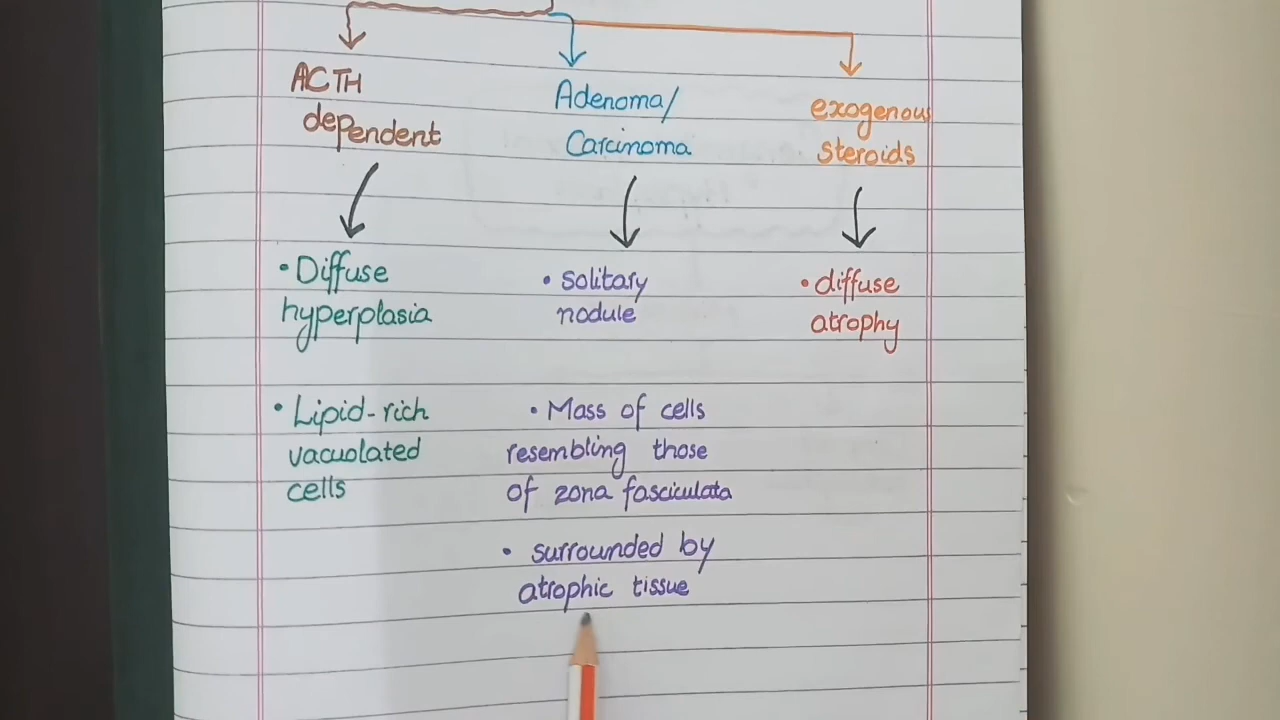 ACTH
dependent
Adenoma/
Carcinoma
exogenous
steroids
• Diffuse
hyperplasia
• Lipid-rich
vacuolated
cells
• solitary
nodule
• Mass of cells
resembling those
of zona fasciculata
• surrounded by
atrophic tissue
• diffuse
atrophy